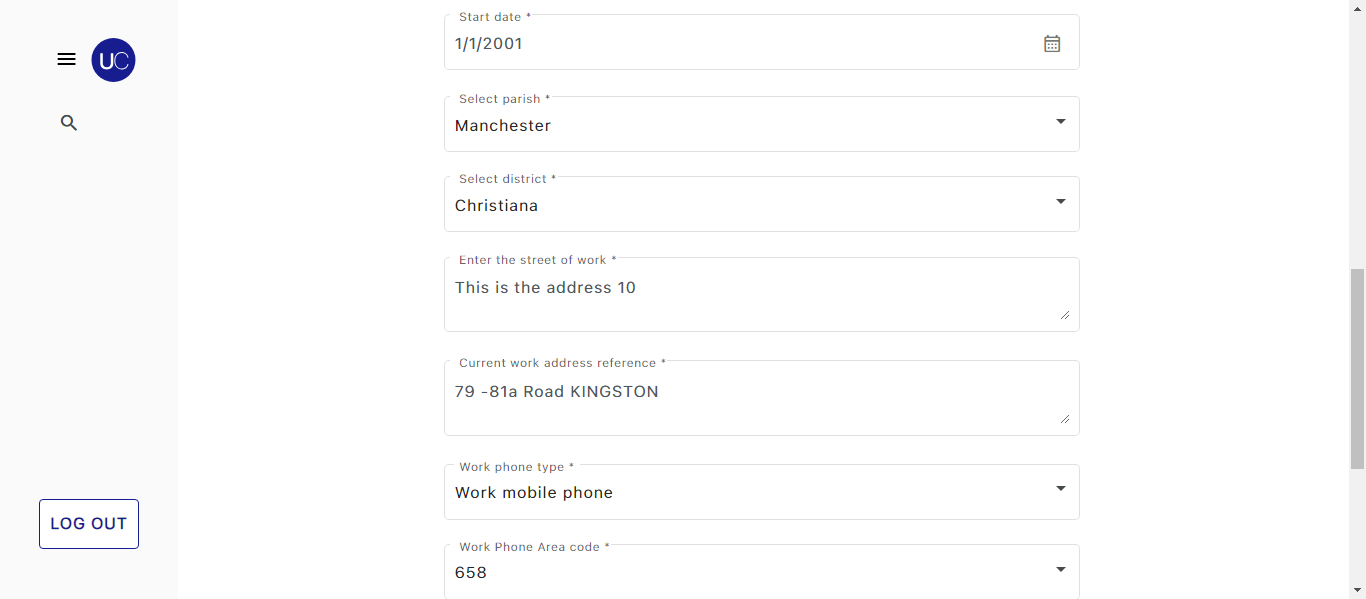 Start date *
1/1/2001
UC
Select parish *
Manchester
Select district *
Christiana
Enter the street of work *
This is the address 10
Current work address reference *
79 -81a Road KINGSTON
Work phone type *
Work mobile phone
LOG OUT
Work Phone Area code *
658